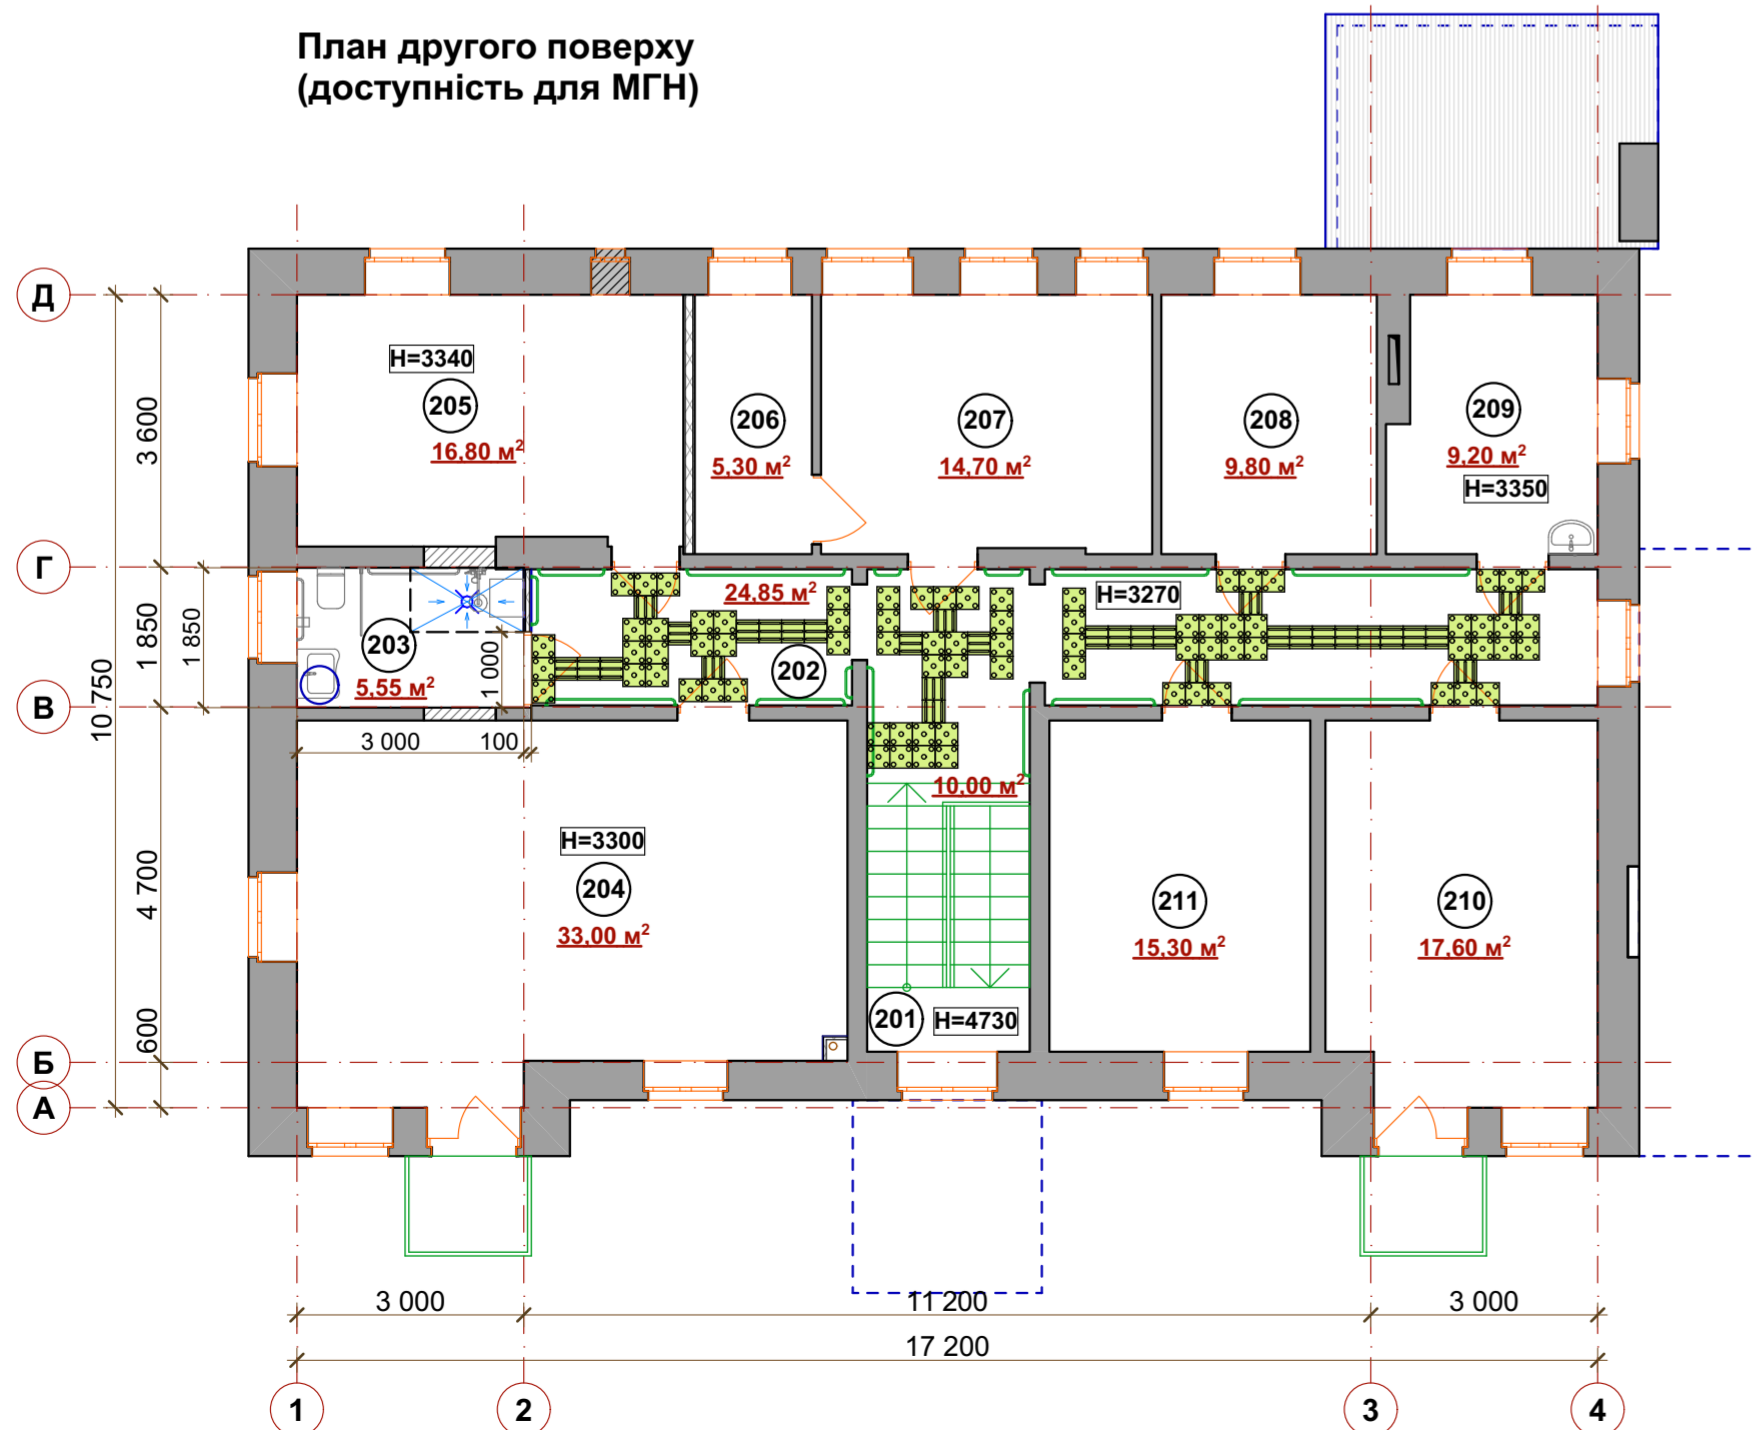 План другого поверху
(доступність для МГН)
Д
Г
В
Б
А
3 600
1 850
1 850
10 750
4 700
600
H=3340
205
16,80 м²
206
5,30 м²
207
14,70 м²
208
9,80 м²
209
9,20 м²
H=3350
24,85 м²
H=3270
203
5,55 м²
1 000
202
3 000
100
10,00 м²
H=3300
204
33,00 м²
211
15,30 м²
210
17,60 м²
201
H=4730
3 000
11 200
3 000
17 200
1
2
3
4